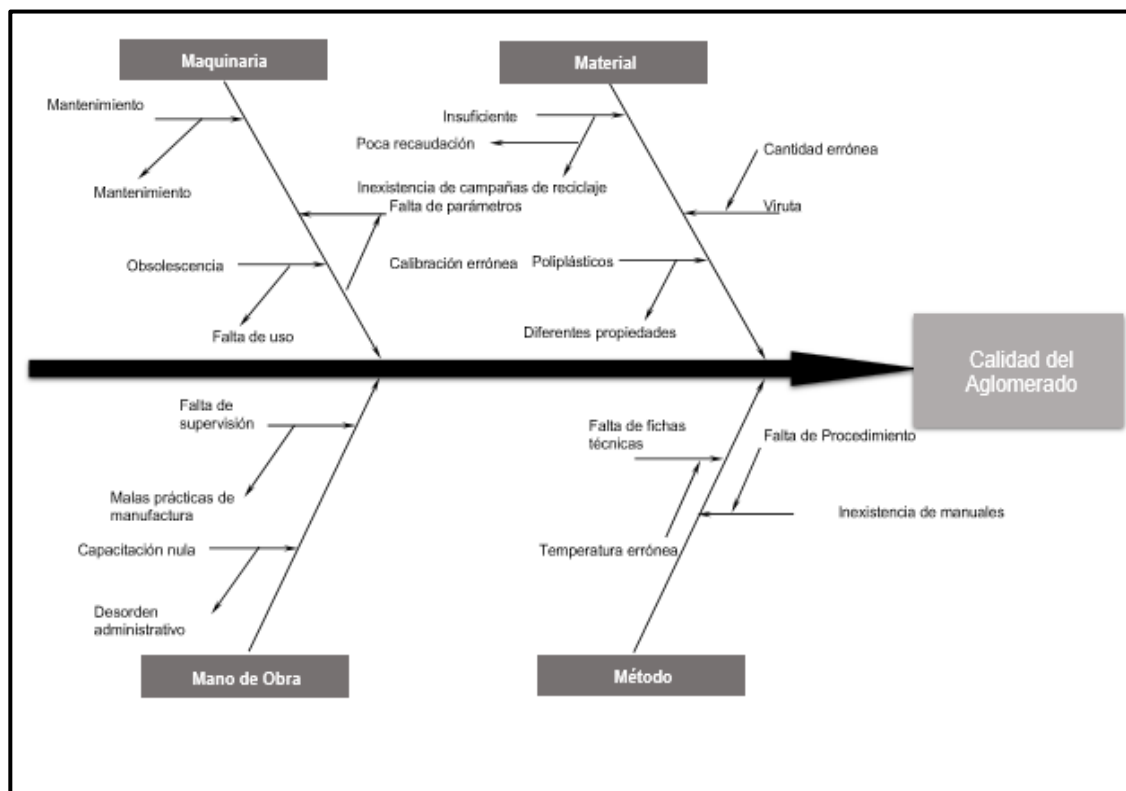 Maquinaria
Material
Mantenimiento
Mantenimiento
Insuficiente
Poca recaudación
Inexistencia de campañas de reciclaje
Falta de parámetros
Cantidad errónea
Viruta
Obsolescencia
Calibración errónea
Poliplásticos
Falta de uso
Diferentes propiedades
Calidad del
Aglomerado
Falta de
supervisión
Malas prácticas de
manufactura
Capacitación nula
Desorden
administrativo
Falta de fichas
técnicas
Falta de Procedimiento
Inexistencia de manuales
Temperatura errónea
Mano de Obra
Método